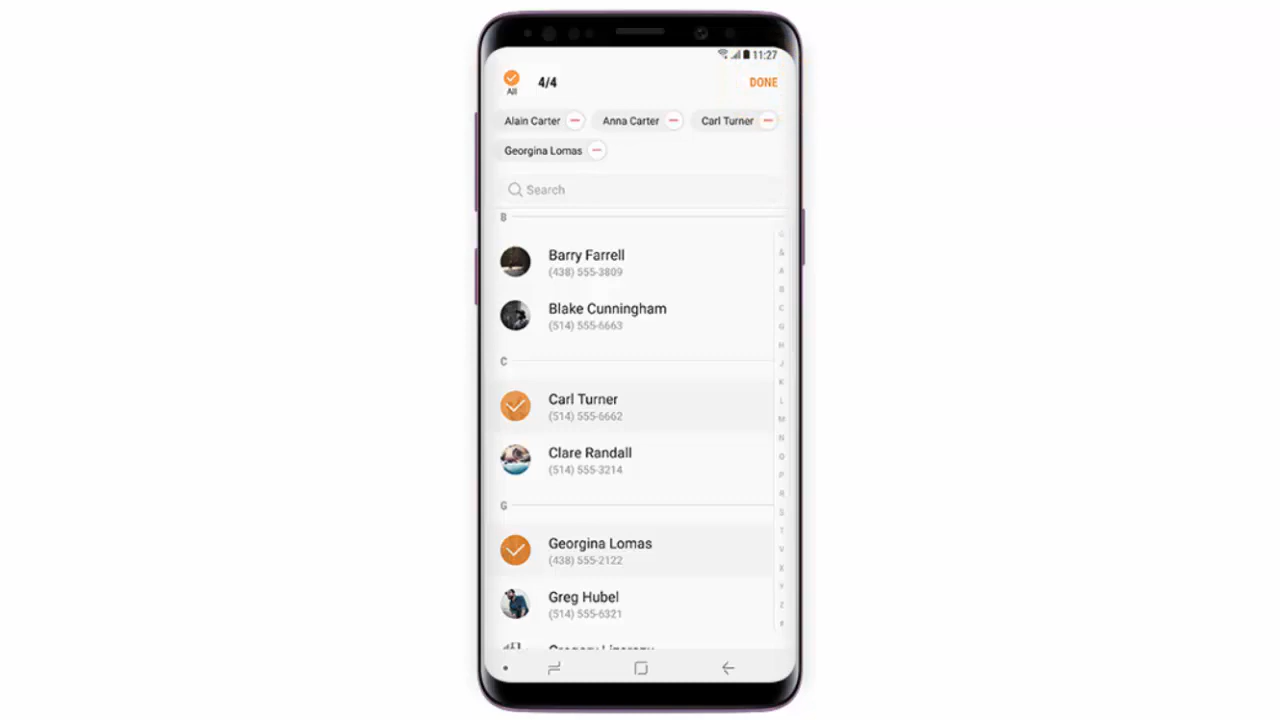 11:27
All 4/4 DONE
Alain Carter Anna Carter Carl Turner
Georgina Lomas
Search
B
Barry Farrell
(438) 555-3809
Blake Cunningham
(514) 555-6663
C
Carl Turner
(514) 555-6662
Clare Randall
(514) 555-3214
G
Georgina Lomas
(438) 555-2122
Greg Hubel
(514) 555-6321
&
A
B
C
G
H
J
K
L
M
N
O
P
R
S
T
V
X
Y
Z
#